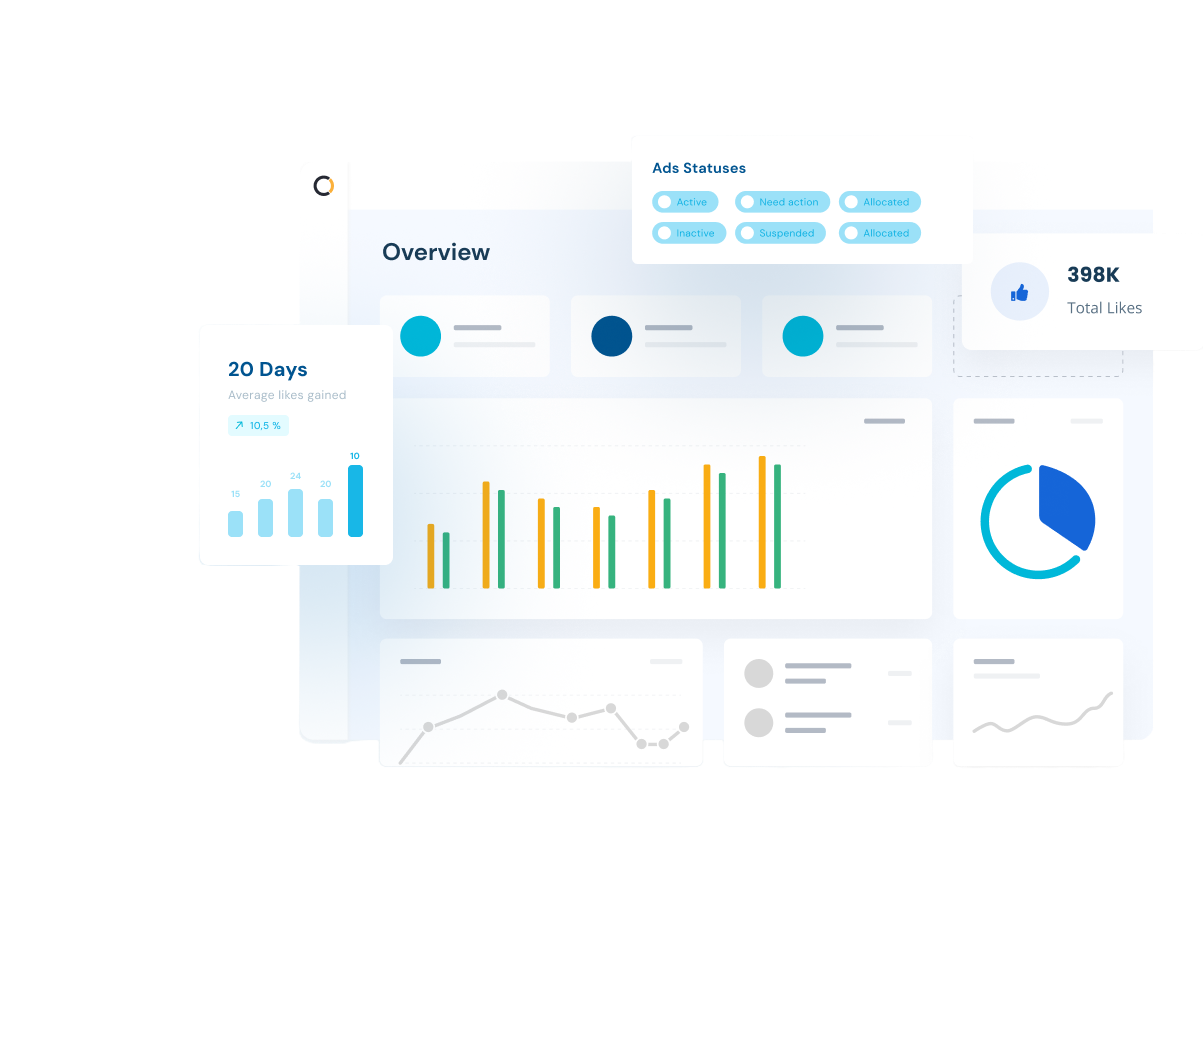 Ads Statuses
Active Need action Allocated
Inactive Suspended Allocated
Overview
398K
Total Likes
20 Days
Average likes gained
10,5 %
10
24
20 20
15